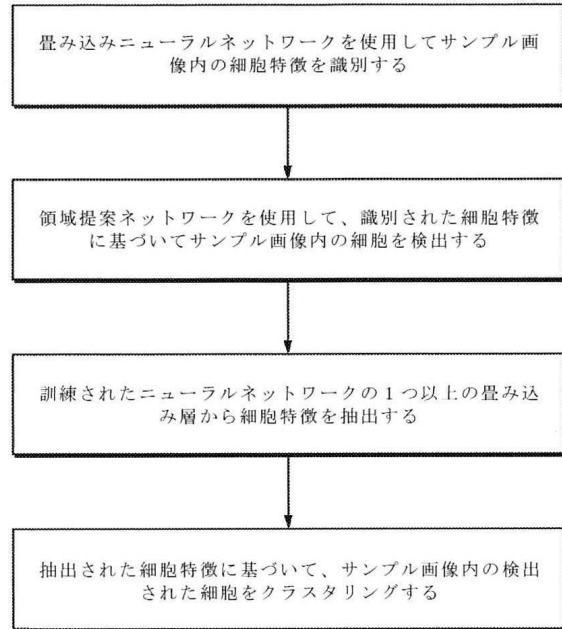 畳み込みニューラルネットワークを使用してサンプル画
像内の細胞特徴を識別する
領域提案ネットワークを使用して、識別された細胞特徴
に基づいてサンプル画像内の細胞を検出する
訓練されたニューラルネットワークの1つ以上の畳み込
み層から細胞特徴を抽出する
抽出された細胞特徴に基づいて、サンプル画像内の検出
された細胞をクラスタリングする